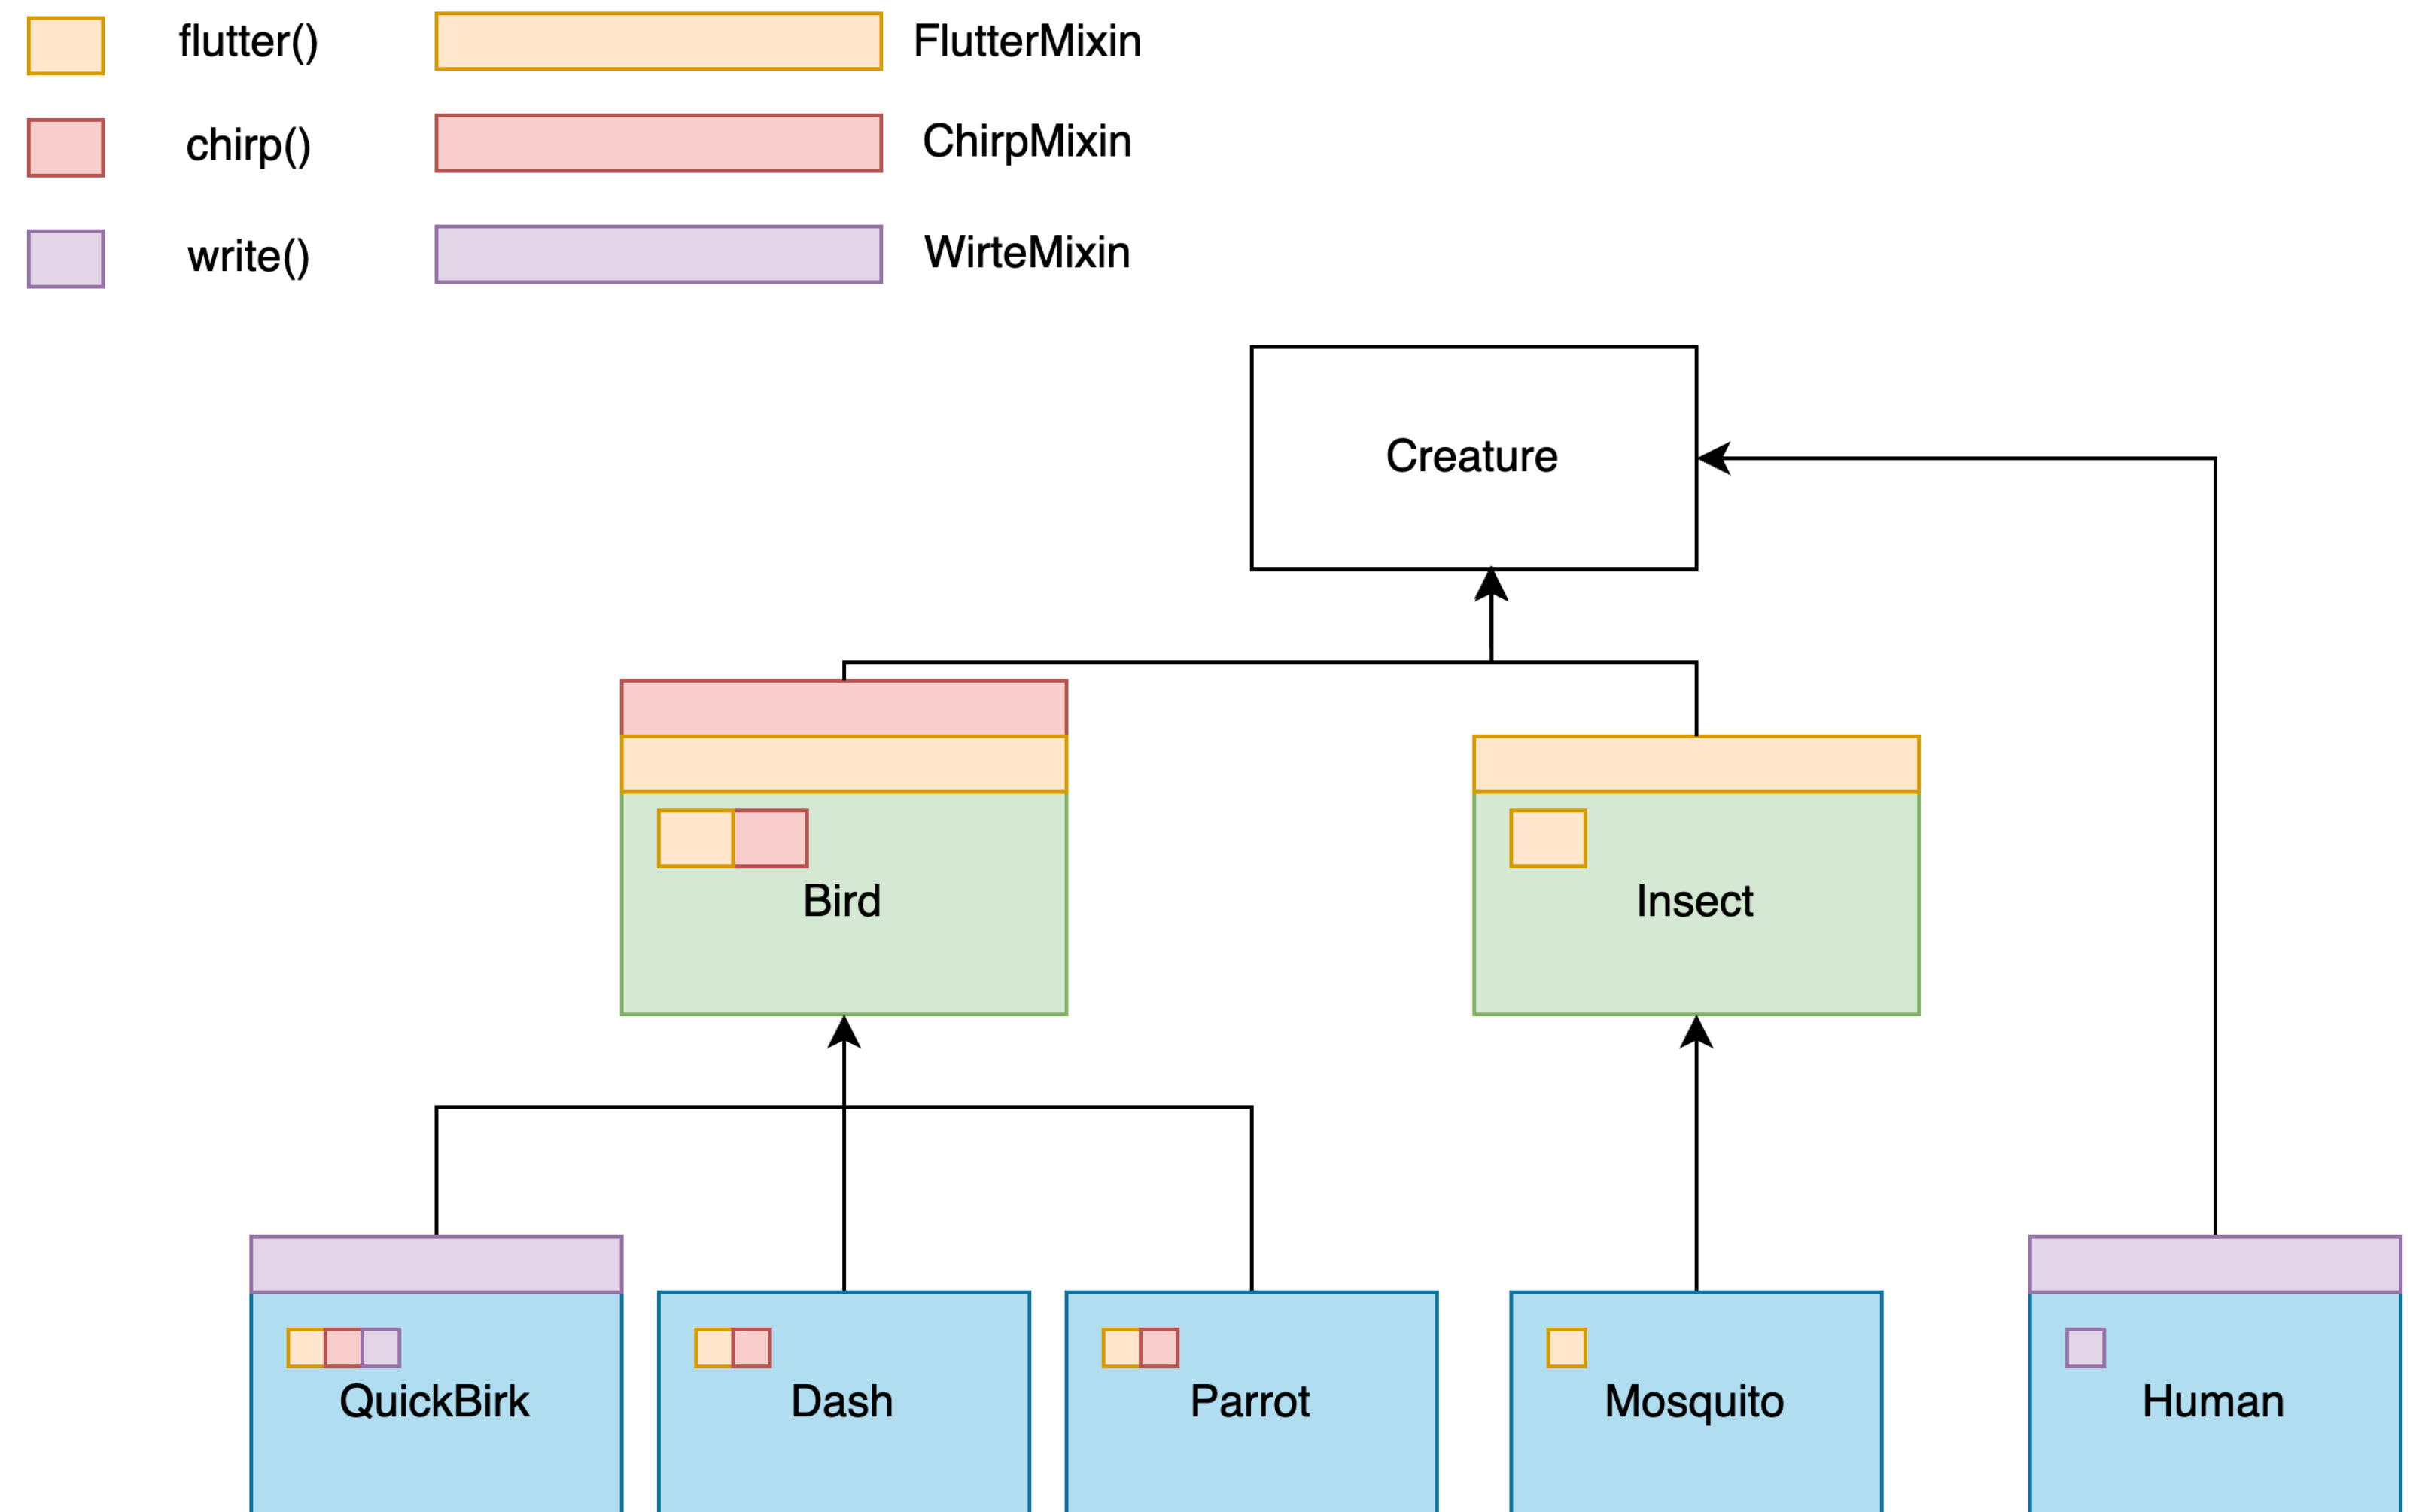 flutter() FlutterMixin
chirp() ChirpMixin
write() WirteMixin
Creature
Bird Insect
QuickBirk Dash Parrot Mosquito Human